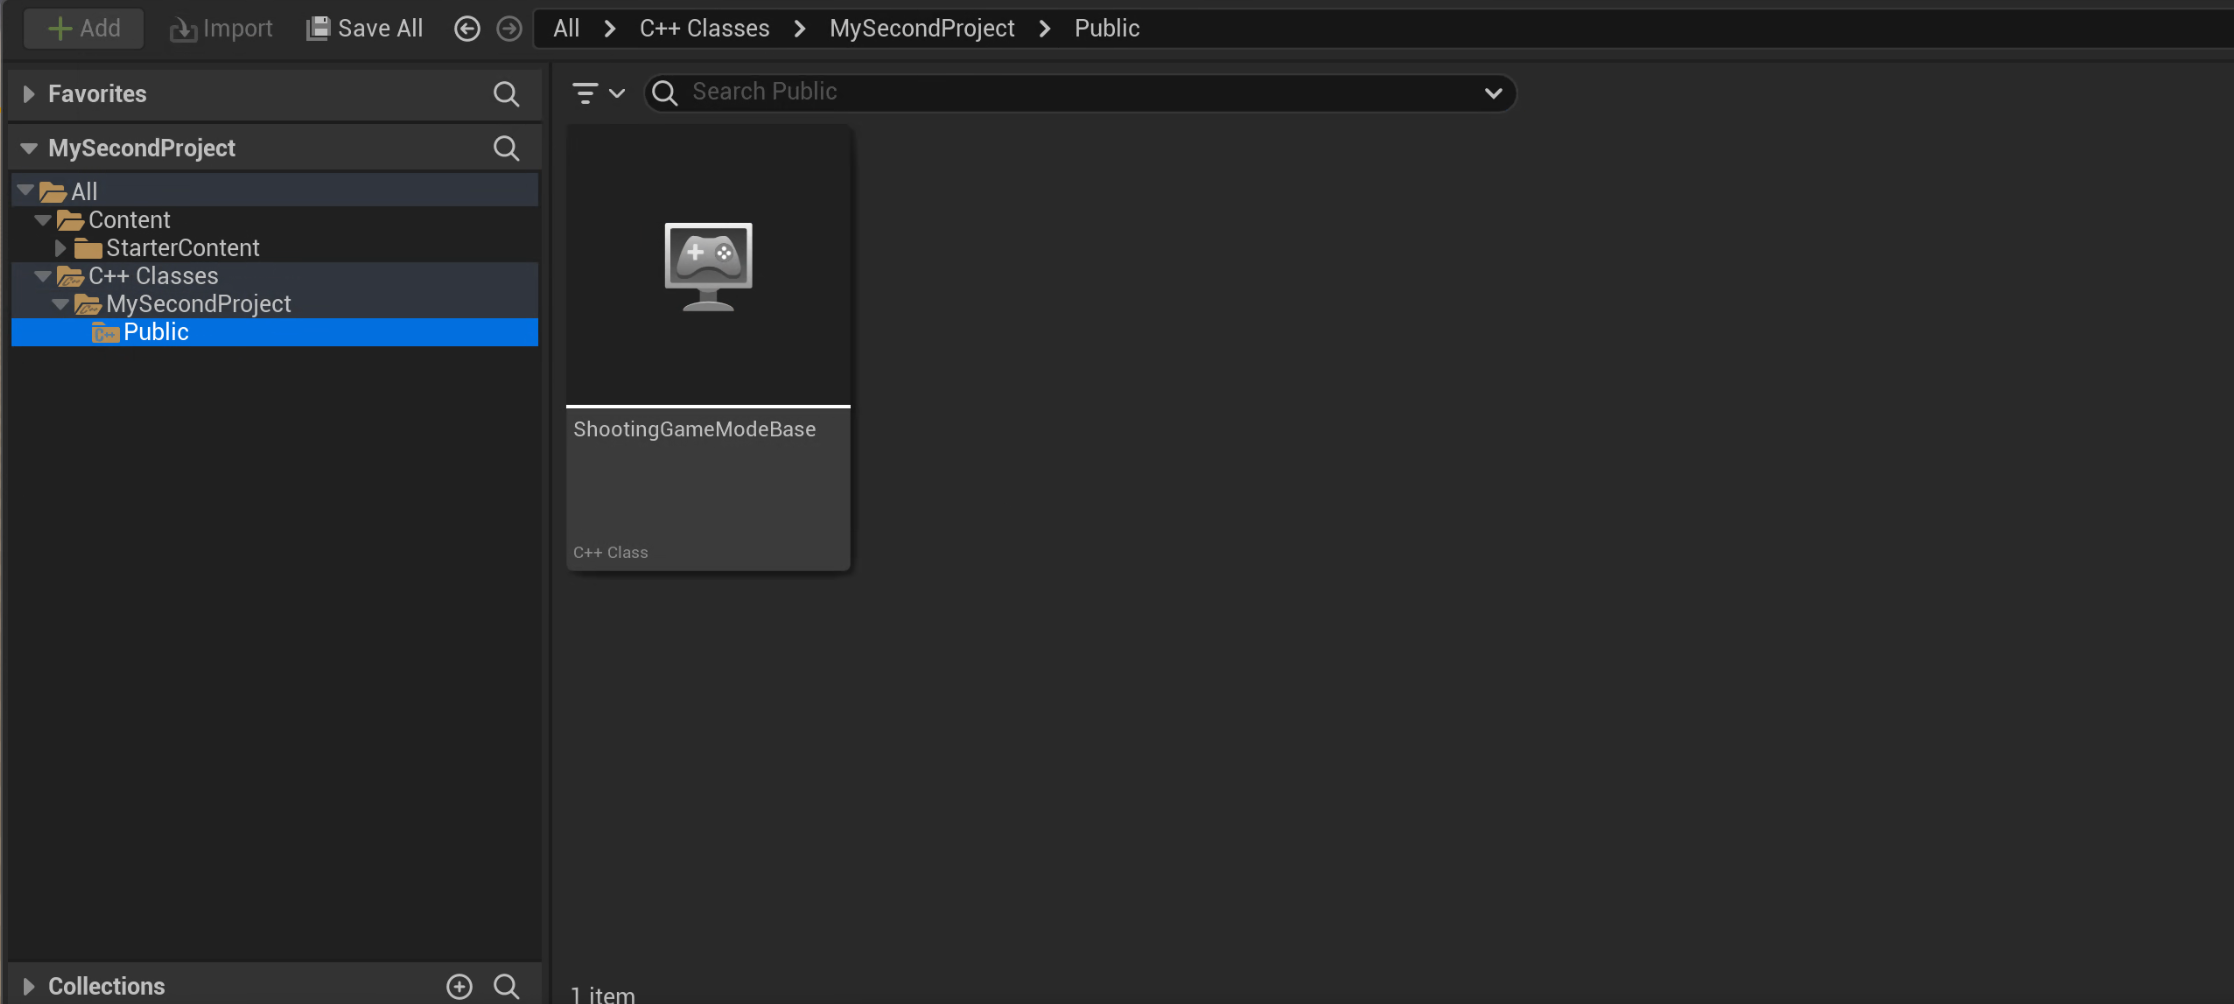 Add
Import
Save All
All
C++ Classes
MySecondProject
Public
Favorites
MySecondProject
All
Content
StarterContent
C++ Classes
MySecondProject
C++ Public
Collections
Search Public
ShootingGameModeBase
C++ Class
1 item